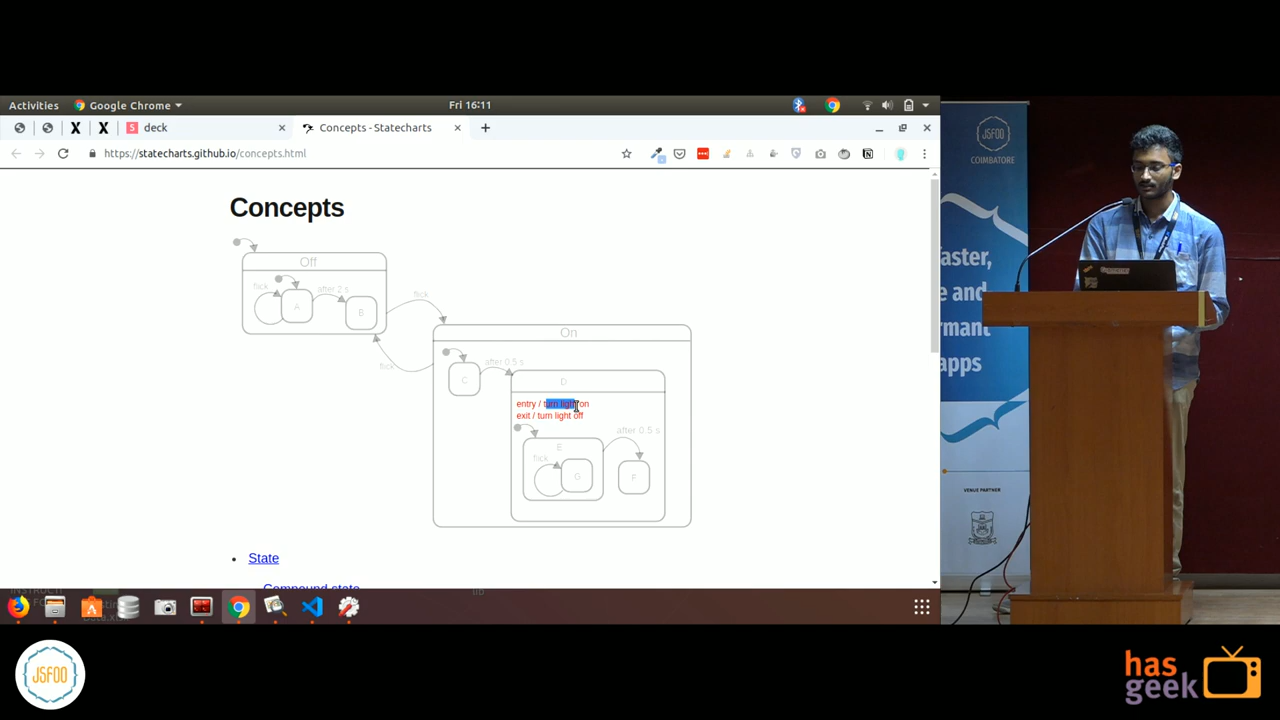 Activities
Google Chrome
Fri 16:11
deck
Concepts - Statecharts
https://statecharts.github.io/concepts.html
Concepts
Off
flick
A
after 2 s
B
flick
flick
On
C
after 0.5 s
D
entry / turn light on
exit / turn light off
E
flick
G
after 0.5 s
F
State
Compound state
JSFOO
COIMBATORE
aster,
e and
rmant
apps
VENUE PARTNER
JSFOO
has
geek